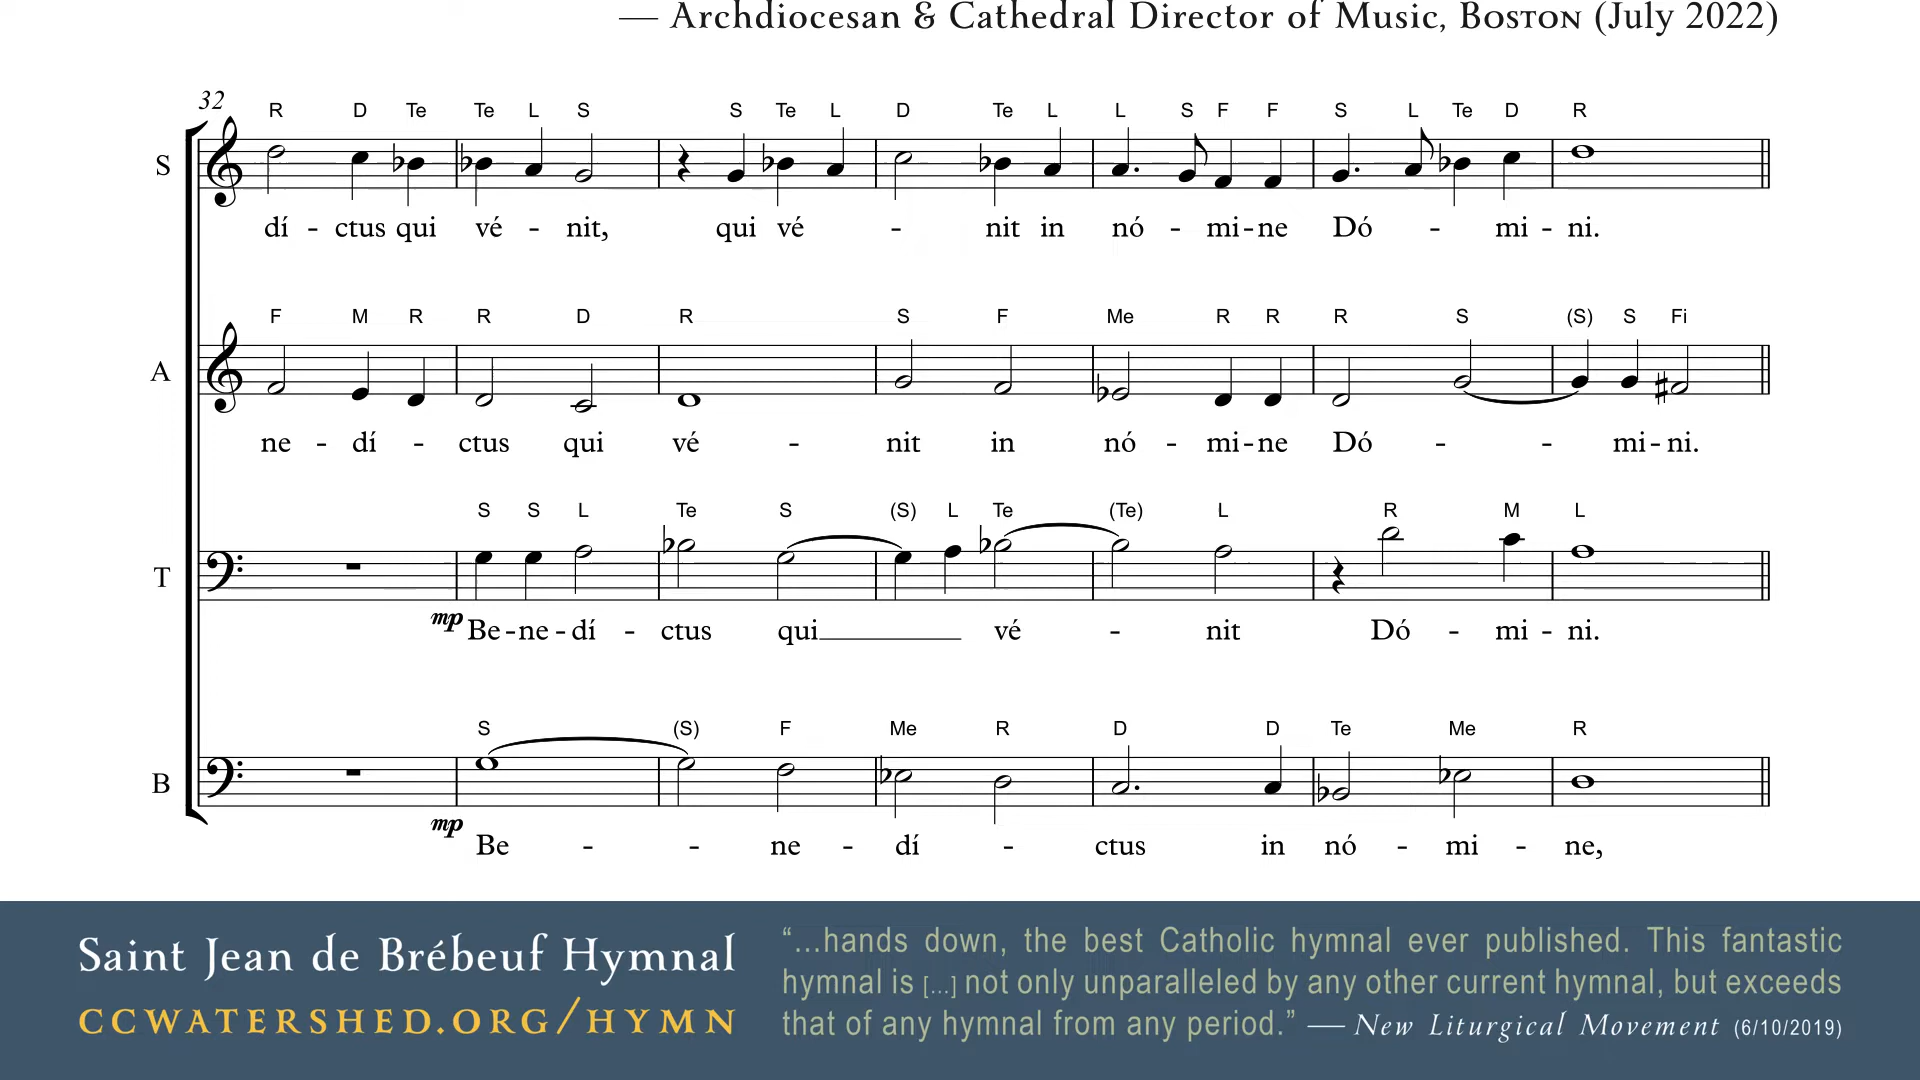 — Archdiocesan & Cathedral Director of Music, Boston (July 2022)
32
R D Te Te L S S Te L D Te L L S F F S L Te D R
S
dí - ctus qui vé - nit, qui vé - nit in nó - mi - ne Dó - mi - ni.
F M R R D R S F Me R R R S (S) S Fi
A
ne - dí - ctus qui vé - nit in nó - mi - ne Dó - - mi - ni.
S S L Te S (S) L Te (Te) L R M L
T
mp Be - ne - dí - ctus qui vé - nit Dó - mi - ni.
S (S) F Me R D D Te Me R
B
mp
Be - - ne - dí - ctus in nó - mi - ne,
Saint Jean de Brébeuf Hymnal
CCWATERSHED.ORG/HYMN
“...hands down, the best Catholic hymnal ever published. This fantastic
hymnal is [...] not only unparalleled by any other current hymnal, but exceeds
that of any hymnal from any period.” — New Liturgical Movement (6/10/2019)